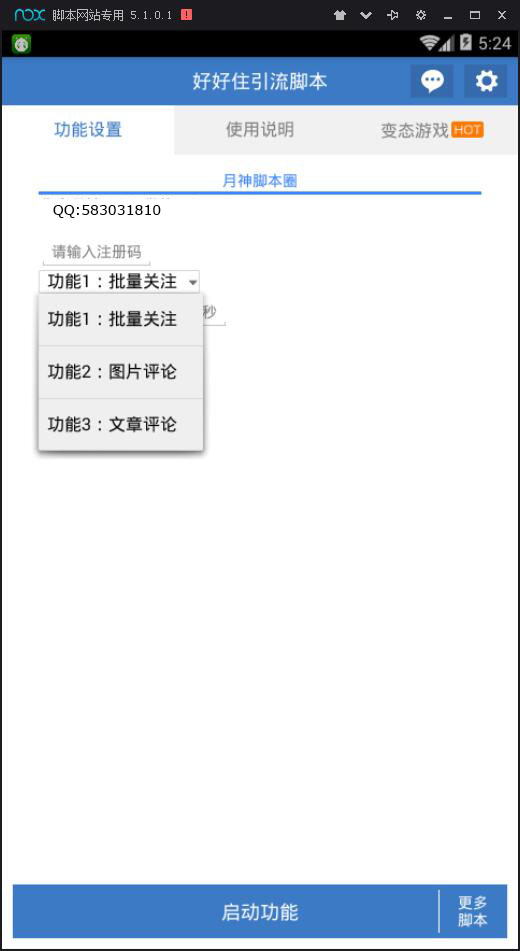 nox 脚本网站专用 5.1.0.1
5:24
好好住引流脚本
功能设置 使用说明 变态游戏 HOT
月神脚本圈
QQ:583031810
请输入注册码
功能1：批量关注
秒
功能1：批量关注
功能2：图片评论
功能3：文章评论
启动功能
更多
脚本